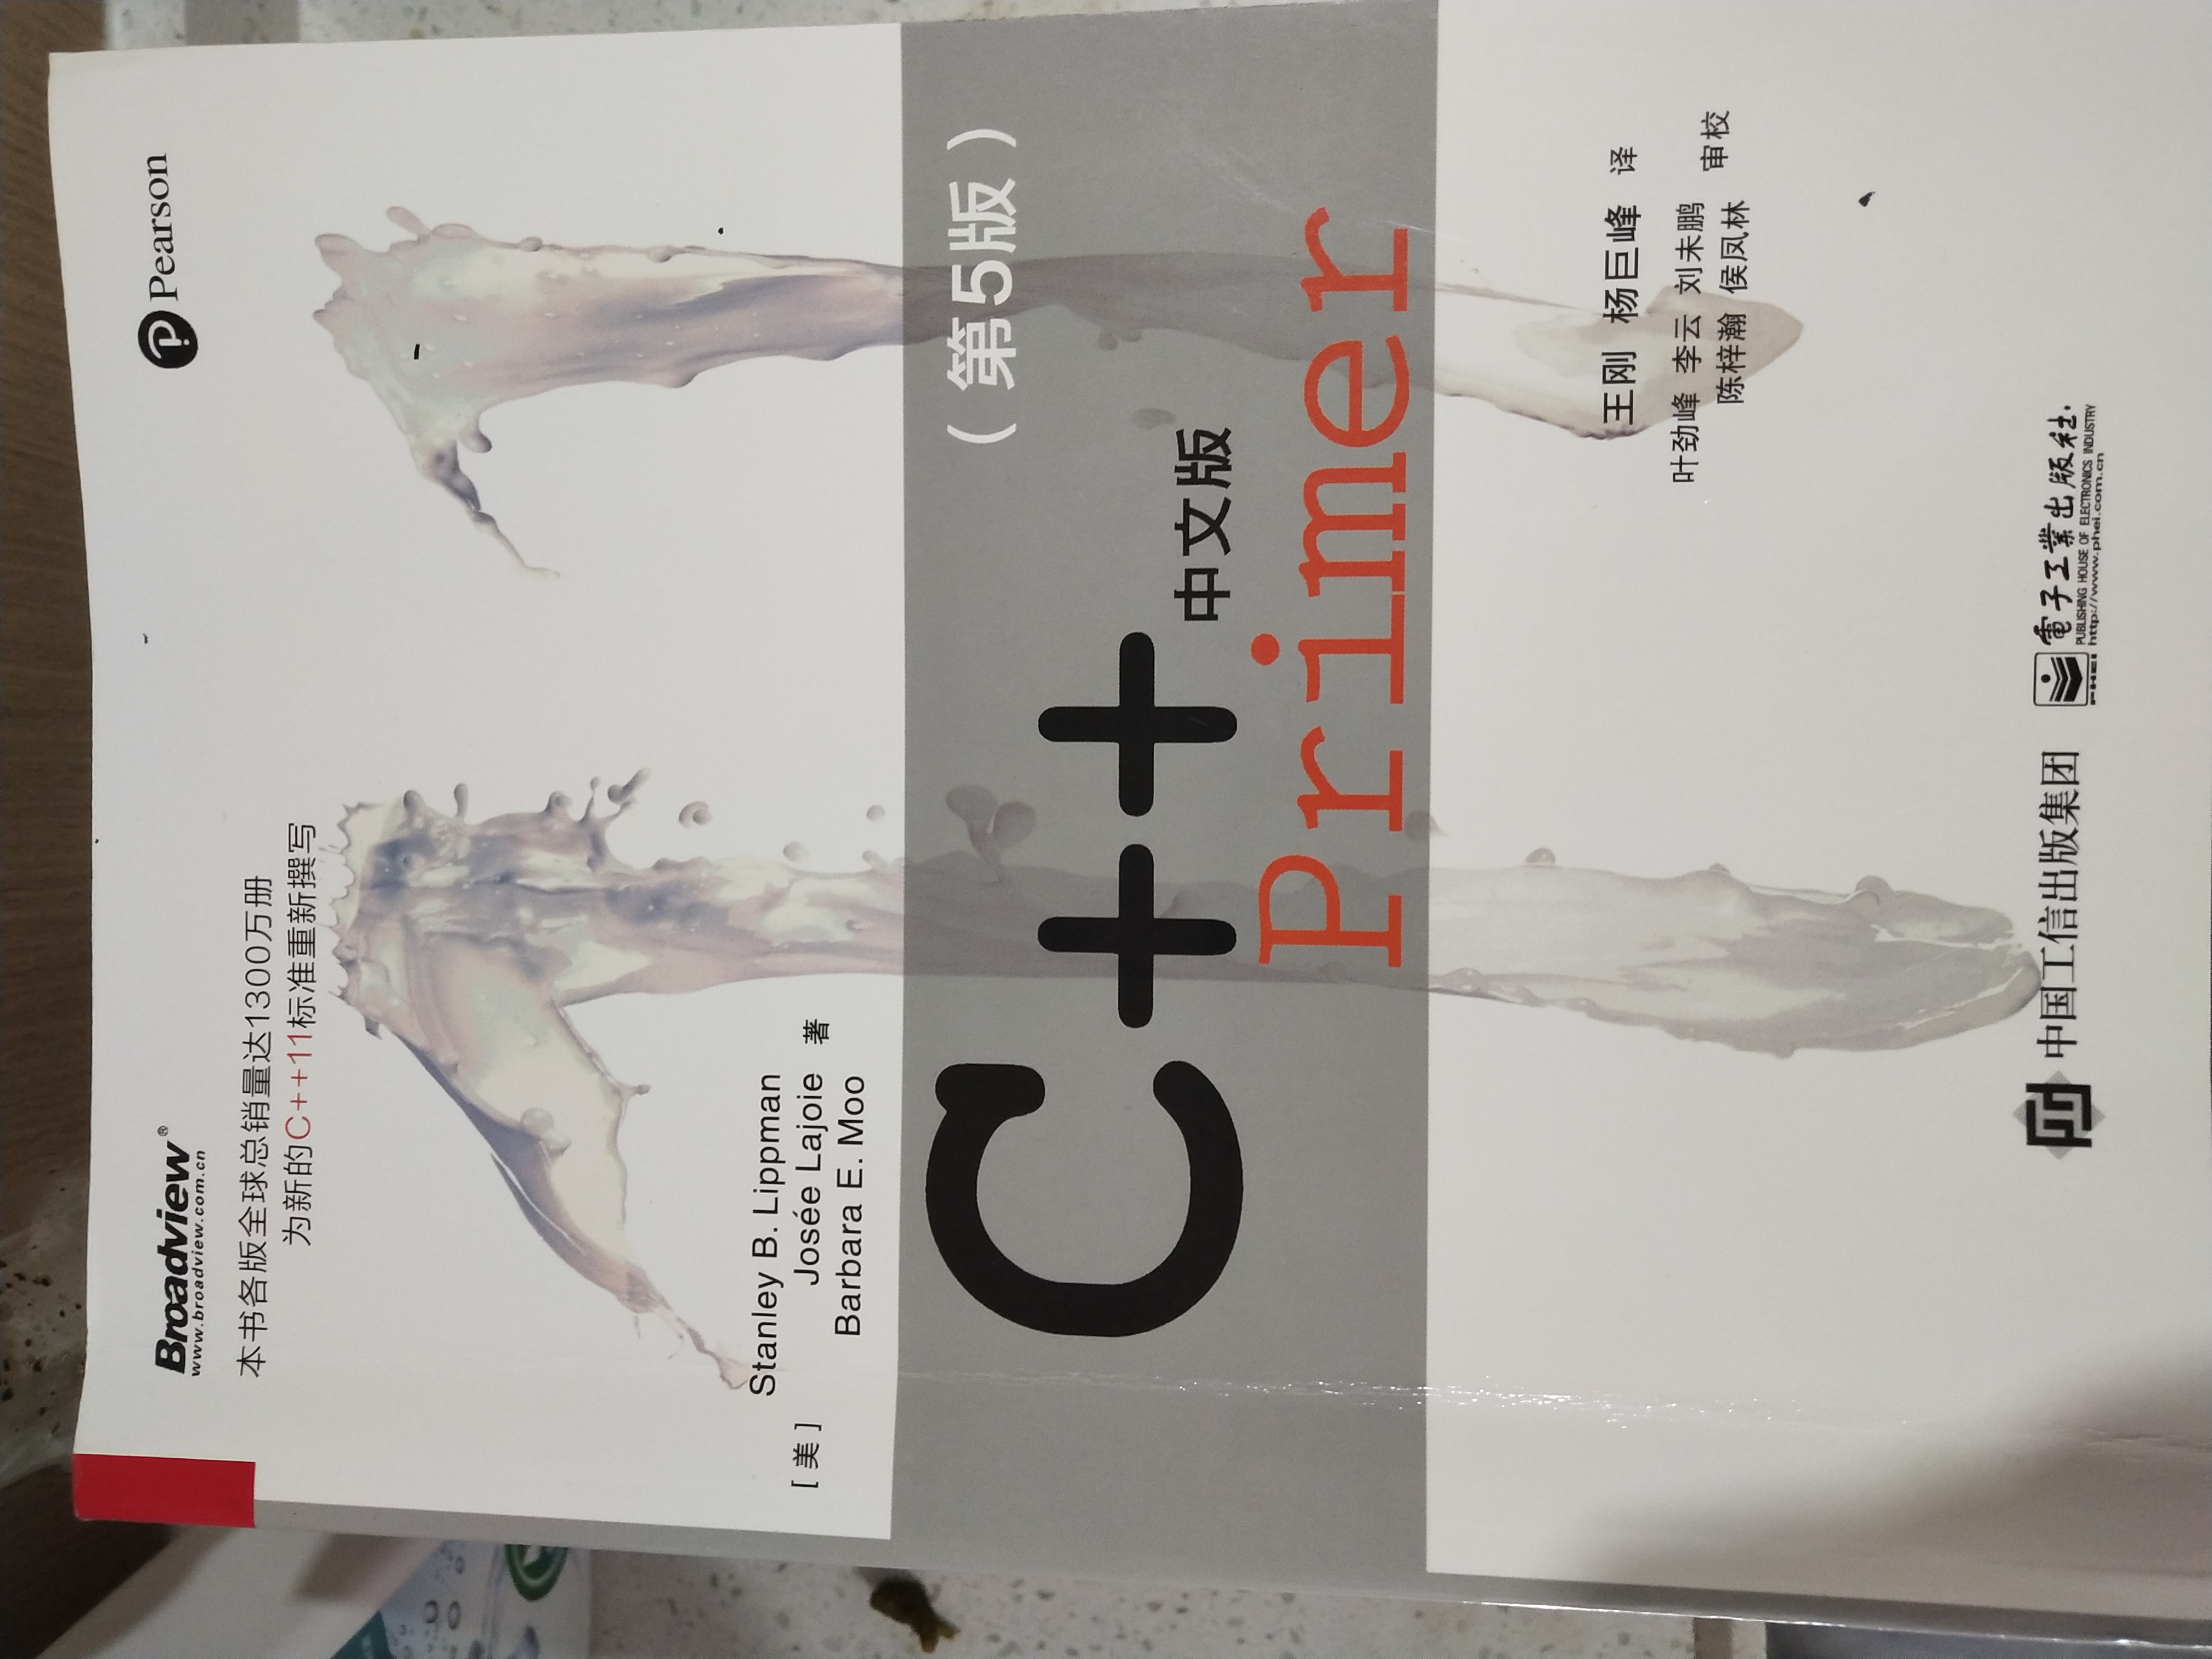 Broadview®
www.broadview.com.cn
Pearson
本书各版全球总销量达1300万册
为新的C++11标准重新撰写
Stanley B. Lippman
[美] Josée Lajoie 著
Barbara E. Moo
(第5版)
C++ 中文版
Primer
王刚 杨巨峰 译
叶劲峰 李云 刘未鹏 审校
陈梓瀚 侯凤林
中国工信出版集团
電子工業出版社.
PUBLISHING HOUSE OF ELECTRONICS INDUSTRY
PHEI http://www.phei.com.cn